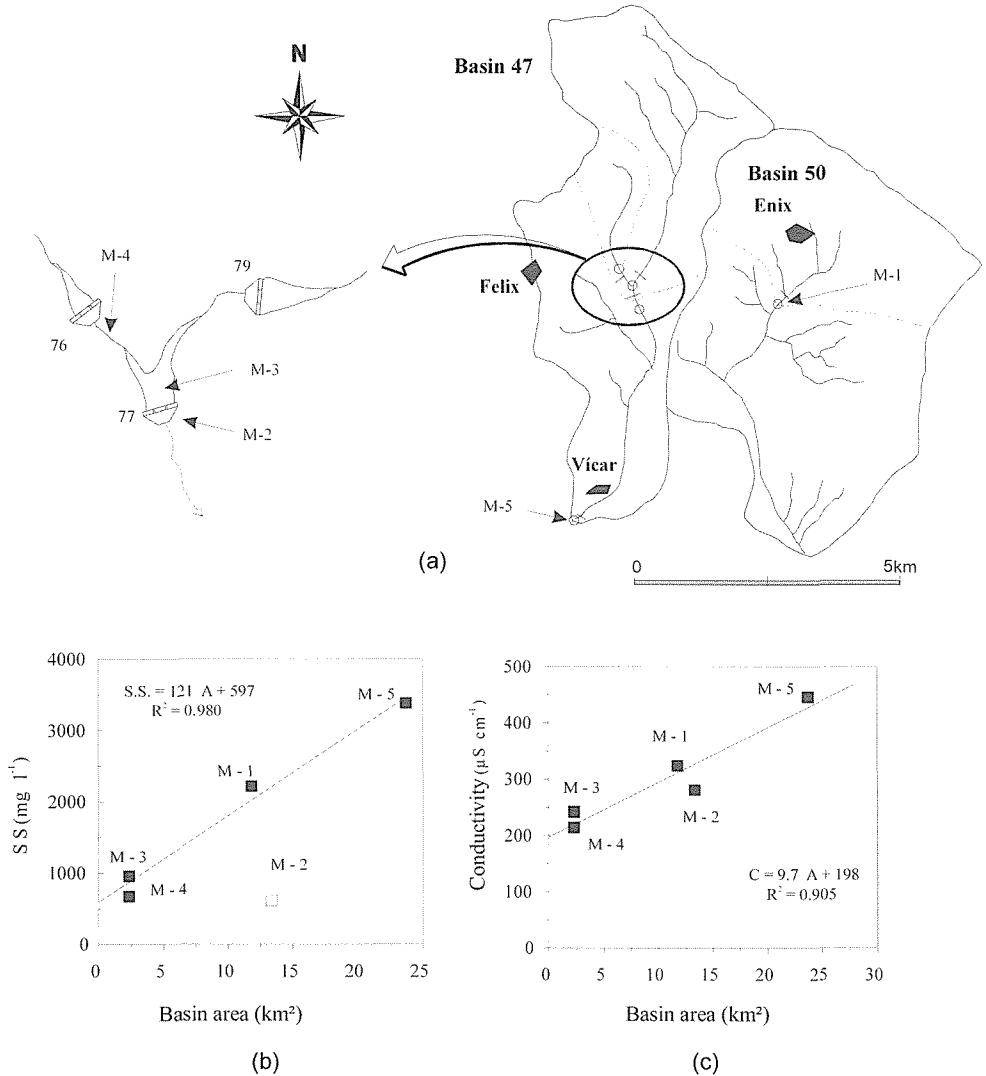 N
Basin 47
Basin 50
Enix
M-4
79
Felix
M-1
76
M-3
77
M-2
Vícar
M-5
(a)
0 5km
4000
3000
2000
1000
0
S S (mg l⁻¹)
S.S. = 121 A + 597
R² = 0.980
M - 5
M - 1
M - 3
M - 4
M - 2
0 5 10 15 20 25
Basin area (km²)
(b)
500
400
300
200
100
0
Conductivity (µS cm⁻¹)
M - 5
M - 1
M - 3
M - 2
M - 4
C = 9.7 A + 198
R² = 0.905
0 5 10 15 20 25 30
Basin area (km²)
(c)